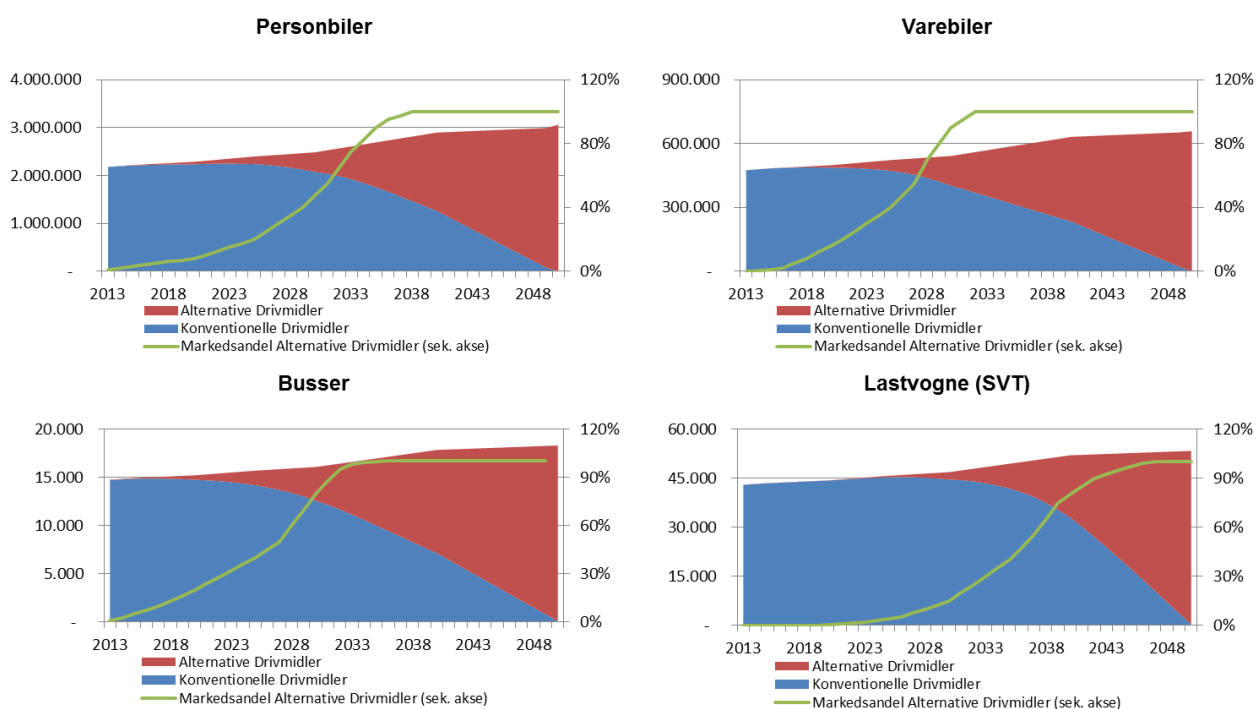 Personbiler
4.000.000
3.000.000
2.000.000
1.000.000
-
120%
80%
40%
0%
2013 2018 2023 2028 2033 2038 2043 2048
Alternative Drivmidler
Konventionelle Drivmidler
Markedsandel Alternative Drivmidler (sek. akse)
Varebiler
900.000
600.000
300.000
-
120%
80%
40%
0%
2013 2018 2023 2028 2033 2038 2043 2048
Alternative Drivmidler
Konventionelle Drivmidler
Markedsandel Alternative Drivmidler (sek. akse)
Busser
20.000
15.000
10.000
5.000
-
120%
90%
60%
30%
0%
2013 2018 2023 2028 2033 2038 2043 2048
Alternative Drivmidler
Konventionelle Drivmidler
Markedsandel Alternative Drivmidler (sek. akse)
Lastvogne (SVT)
60.000
45.000
30.000
15.000
-
120%
90%
60%
30%
0%
2013 2018 2023 2028 2033 2038 2043 2048
Alternative Drivmidler
Konventionelle Drivmidler
Markedsandel Alternative Drivmidler (sek. akse)